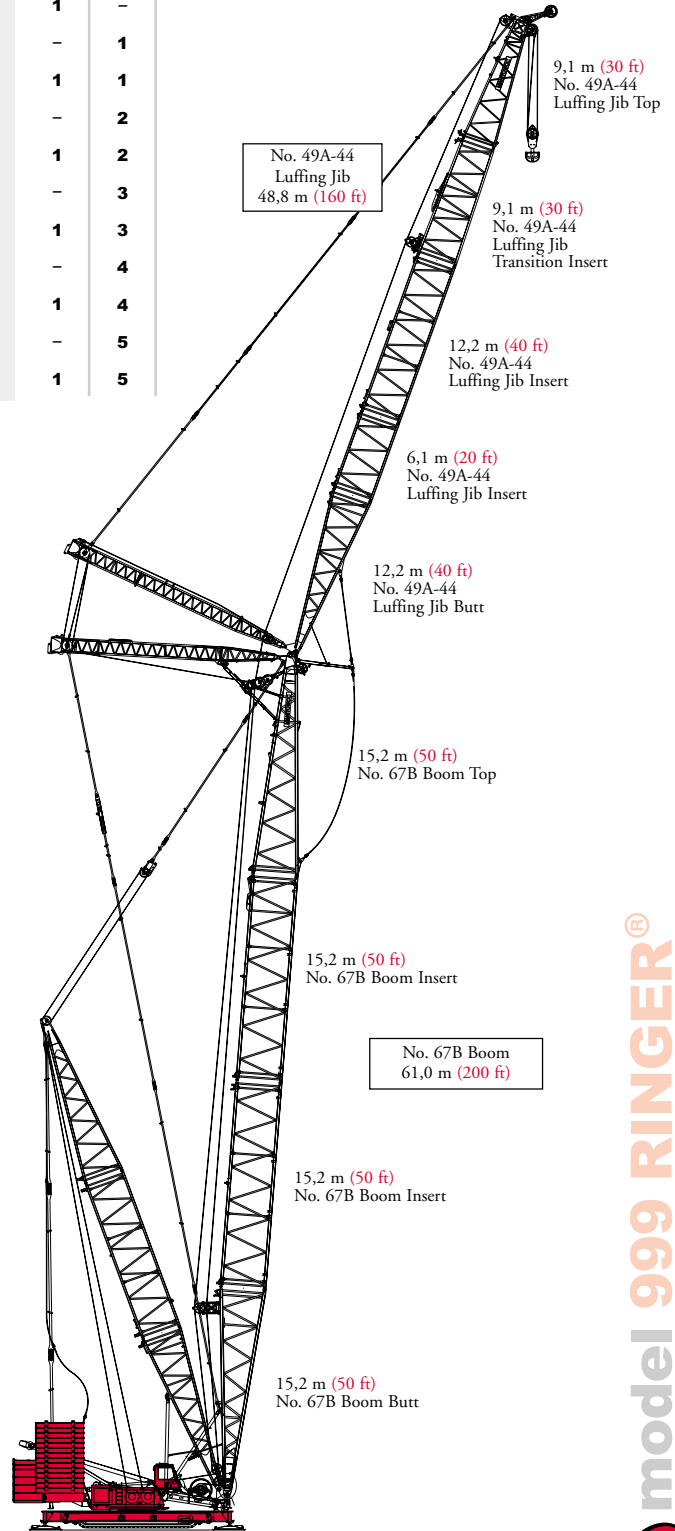 1 –
– 1
1 1
– 2
1 2
– 3
1 3
– 4
1 4
– 5
1 5
9,1 m (30 ft)
No. 49A-44
Luffing Jib Top
No. 49A-44
Luffing Jib
48,8 m (160 ft)
9,1 m (30 ft)
No. 49A-44
Luffing Jib
Transition Insert
12,2 m (40 ft)
No. 49A-44
Luffing Jib Insert
6,1 m (20 ft)
No. 49A-44
Luffing Jib Insert
12,2 m (40 ft)
No. 49A-44
Luffing Jib Butt
15,2 m (50 ft)
No. 67B Boom Top
15,2 m (50 ft)
No. 67B Boom Insert
No. 67B Boom
61,0 m (200 ft)
15,2 m (50 ft)
No. 67B Boom Insert
15,2 m (50 ft)
No. 67B Boom Butt
model 999 RINGER®